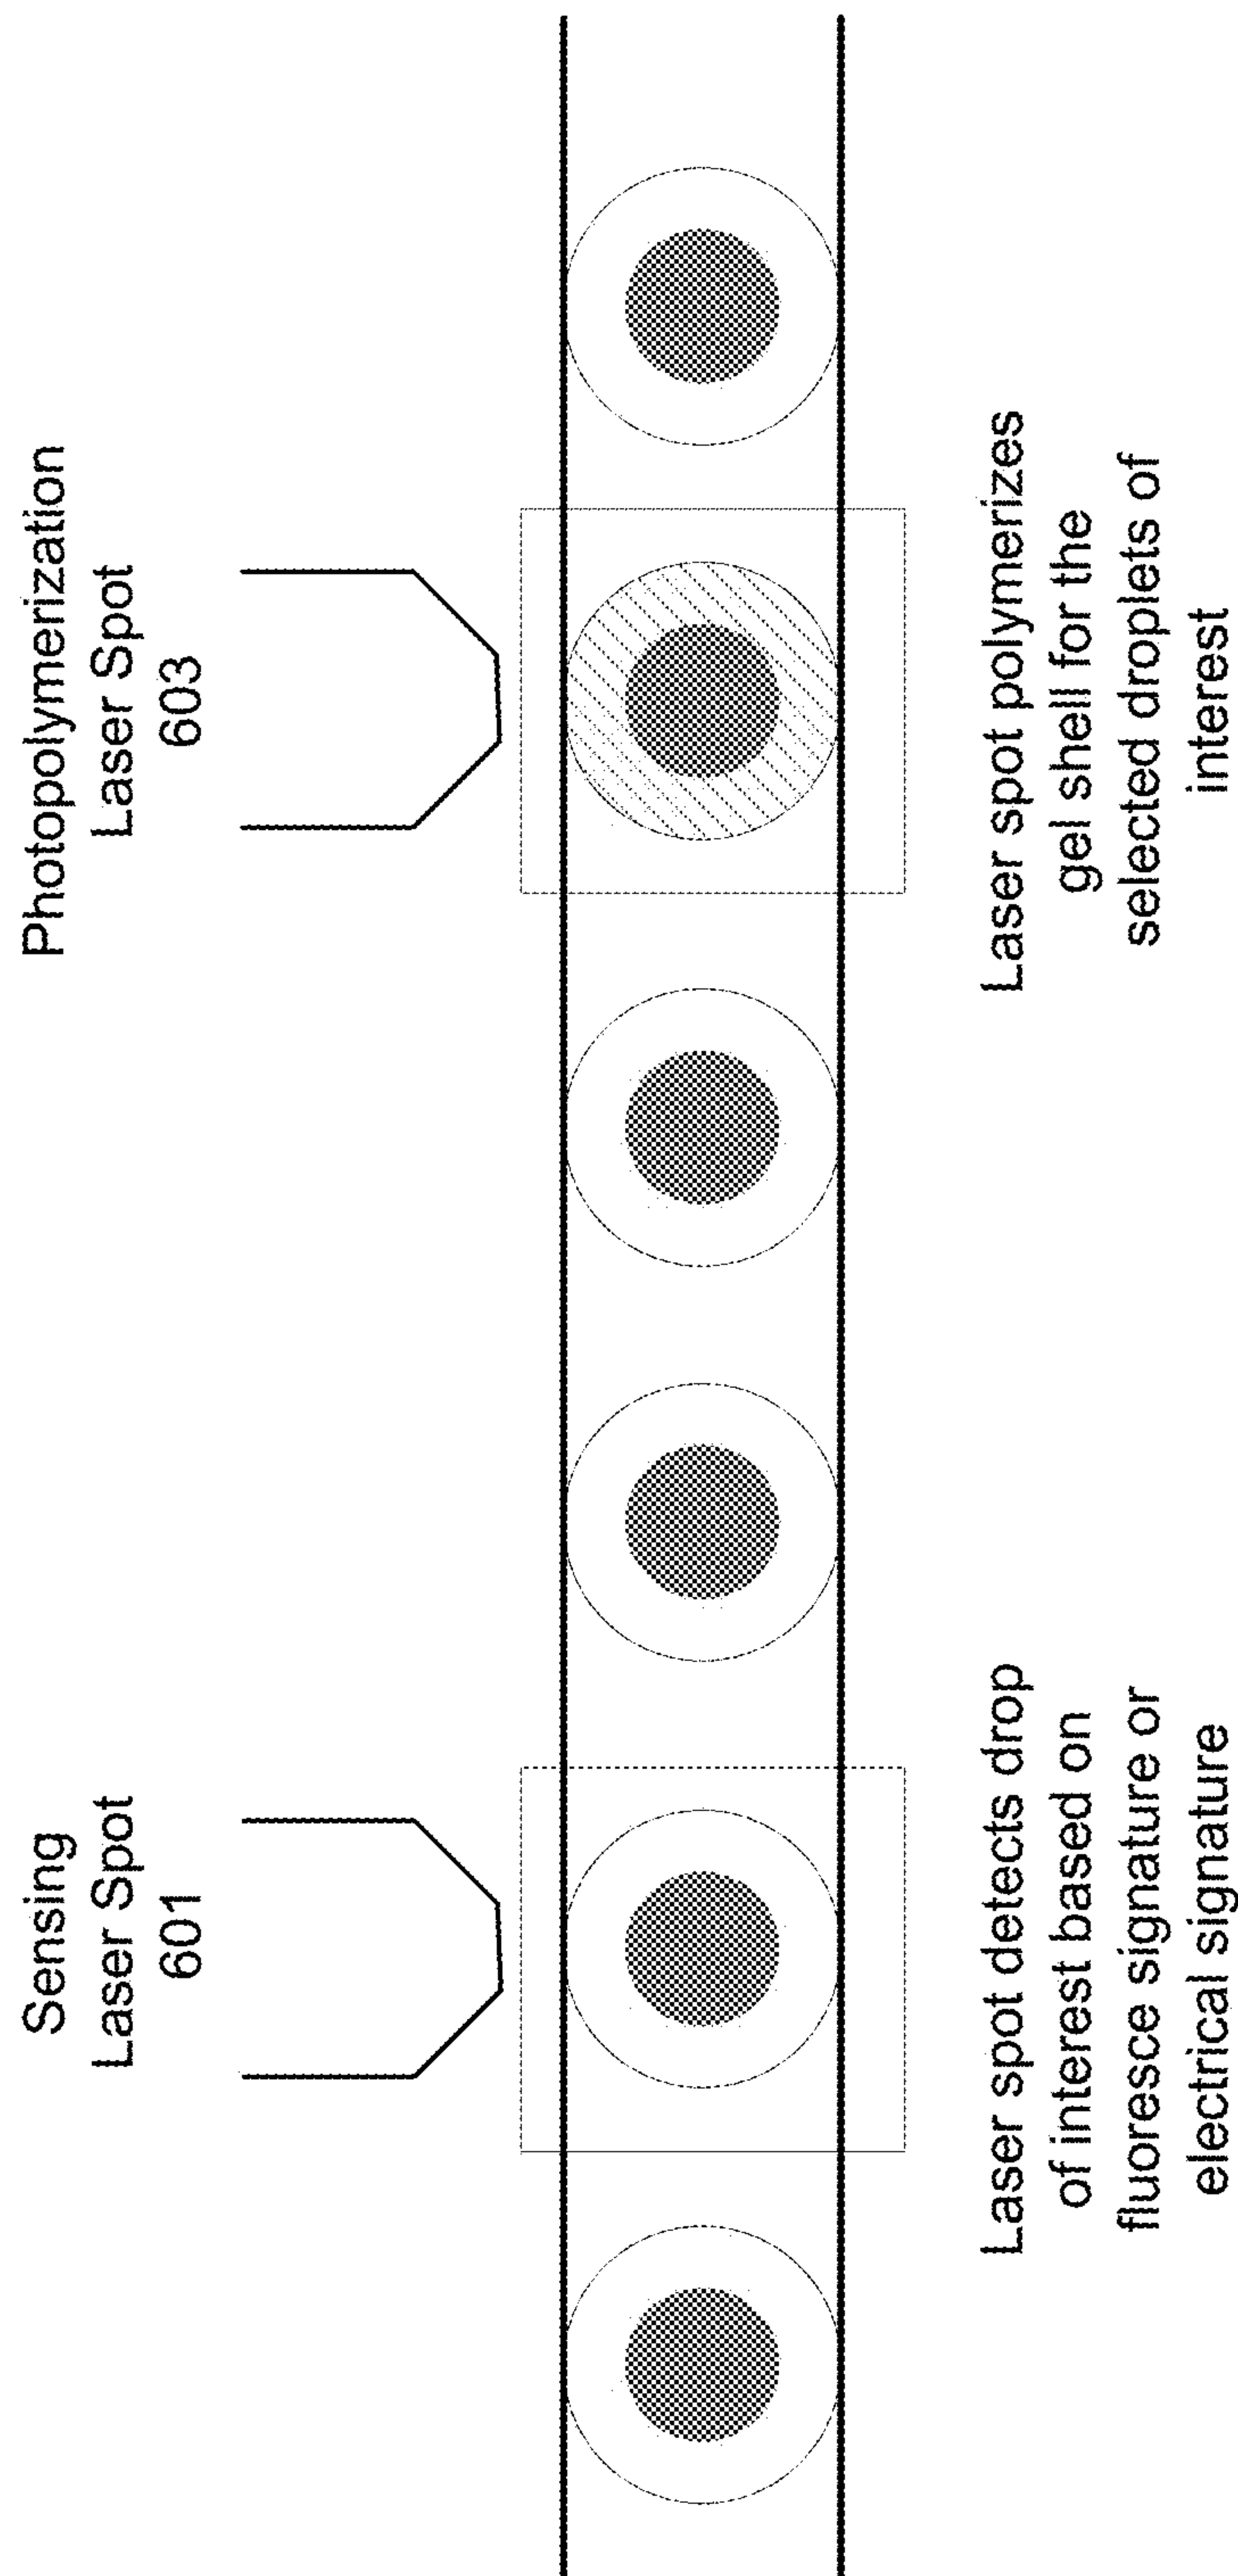 Sensing
Laser Spot
601
Photopolymerization
Laser Spot
603
Laser spot detects drop
of interest based on
fluoresce signature or
electrical signature
Laser spot polymerizes
gel shell for the
selected droplets of
interest